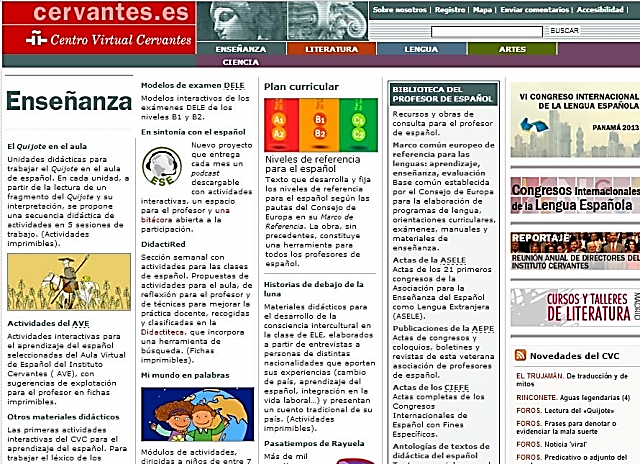 cervantes.es
Centro Virtual Cervantes
Sobre nosotros | Registro | Mapa | Enviar comentarios | Accesibilidad |
BUSCAR
ENSEÑANZA
LITERATURA
LENGUA
ARTES
CIENCIA
Enseñanza
El Quijote en el aula
Unidades didácticas para
trabajar el Quijote en el aula
de español. En cada unidad, a
partir de la lectura de un
fragmento del Quijote y su
interpretación, se propone
una secuencia didáctica de
actividades en 5 sesiones de
trabajo. (Actividades
imprimibles).
Actividades del AVE
Actividades interactivas para
el aprendizaje del español
seleccionadas del Aula Virtual
de Español del Instituto
Cervantes ( AVE), con
sugerencias de explotación
para el profesor en fichas
imprimibles.
Otros materiales didácticos
Las primeras actividades
interactivas del CVC para el
aprendizaje del español. Para
trabajar el léxico de los
Modelos de examen DELE
Modelos interactivos de los
exámenes DELE de los
niveles B1 y B2.
En sintonía con el español
ESE
Nuevo proyecto
que entrega
cada mes un
podcast
descargable
con actividades
interactivas, un espacio
para el profesor y una
bitácora abierta a la
participación.
DidactiRed
Sección semanal con
actividades para las clases
de español. Propuestas de
actividades para el aula, de
reflexión para el profesor y
de técnicas para mejorar la
práctica docente, recogidas
y clasificadas en la
Didactiteca, que incorpora
una herramienta de
búsqueda. (Fichas
imprimibles).
Mi mundo en palabras
Módulos de actividades,
dirigidas a niños de entre 7
Plan curricular
A1 B1 C1
A2 B2 C2
Niveles de referencia
para el español
Texto que desarrolla y fija
los niveles de referencia
para el español según las
pautas del Consejo de
Europa en su Marco de
Referencia. La obra, sin
precedentes, constituye
una herramienta para
todos los profesores de
español.
Historias de debajo de la
luna
Materiales didácticos para
el desarrollo de la
consciencia intercultural en
la clase de ELE, elaborados
a partir de entrevistas a
personas de distintas
nacionalidades que aportan
sus experiencias (cambio
de país, aprendizaje del
español, integración en la
vida laboral...) y presentan
un cuento tradicional de su
país. (Actividades
imprimibles).
Pasatiempos de Rayuela
Más de mil
BIBLIOTECA DEL
PROFESOR DE ESPAÑOL
Recursos y obras de
consulta para el profesor
de español.
Marco común europeo de
referencia para las
lenguas: aprendizaje,
enseñanza, evaluación
Base común establecida
por el Consejo de Europa
para la elaboración de
programas de lengua,
orientaciones curriculares,
exámenes, manuales y
materiales de
enseñanza.
Actas de la ASELE
Actas de los 21 primeros
congresos de la
Asociación para la
Enseñanza del Español
como Lengua Extranjera
(ASELE).
Publicaciones de la AEPE
Actas de congresos y
coloquios, boletines y
revistas de esta veterana
asociación de profesores
de español.
Actas de los CIEFE
Actas completas de los
Congresos
Internacionales de
Español con Fines
Específicos.
Antologías de textos de
didáctica del español
VI CONGRESO INTERNACIONAL
DE LA LENGUA ESPAÑOLA
PANAMÁ 2013
Congresos Internacionales
de la Lengua Española
REPORTAJE
REUNIÓN ANUAL DE DIRECTORES DEL
INSTITUTO CERVANTES
CURSOS Y TALLERES
DE LITERATURA
MADRID
Novedades del CVC
EL TRUJAMÁN. De traducción y de
mitos
RINCONETE. Aguas legendarias (4)
FOROS. Lectura del «Quijote»
FOROS. Frases para denotar o
evidenciar la mala suerte
FOROS. Noticia 'viral'
FOROS. Predicativo o adjunto del